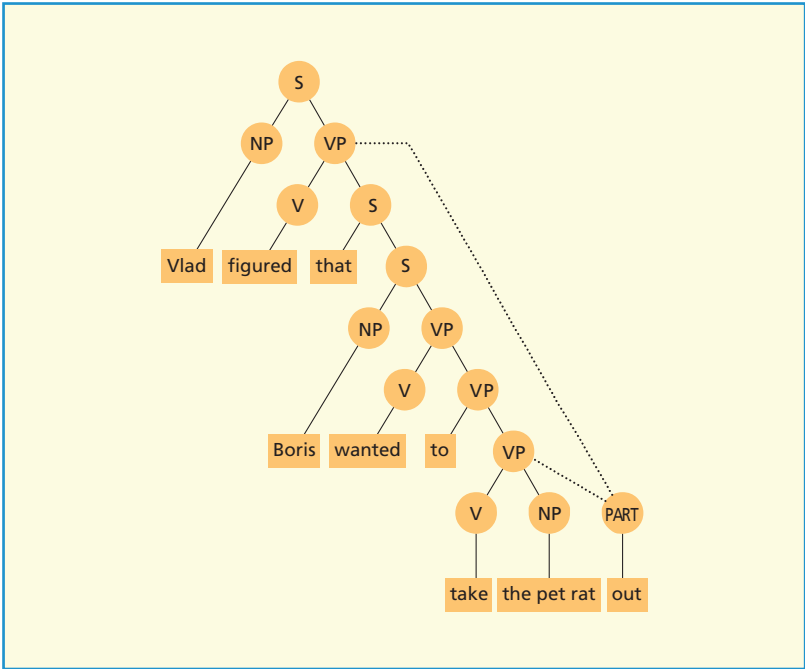 S
NP VP
V S
Vlad figured that S
NP VP
V VP
Boris wanted to VP
V NP PART
take the pet rat out